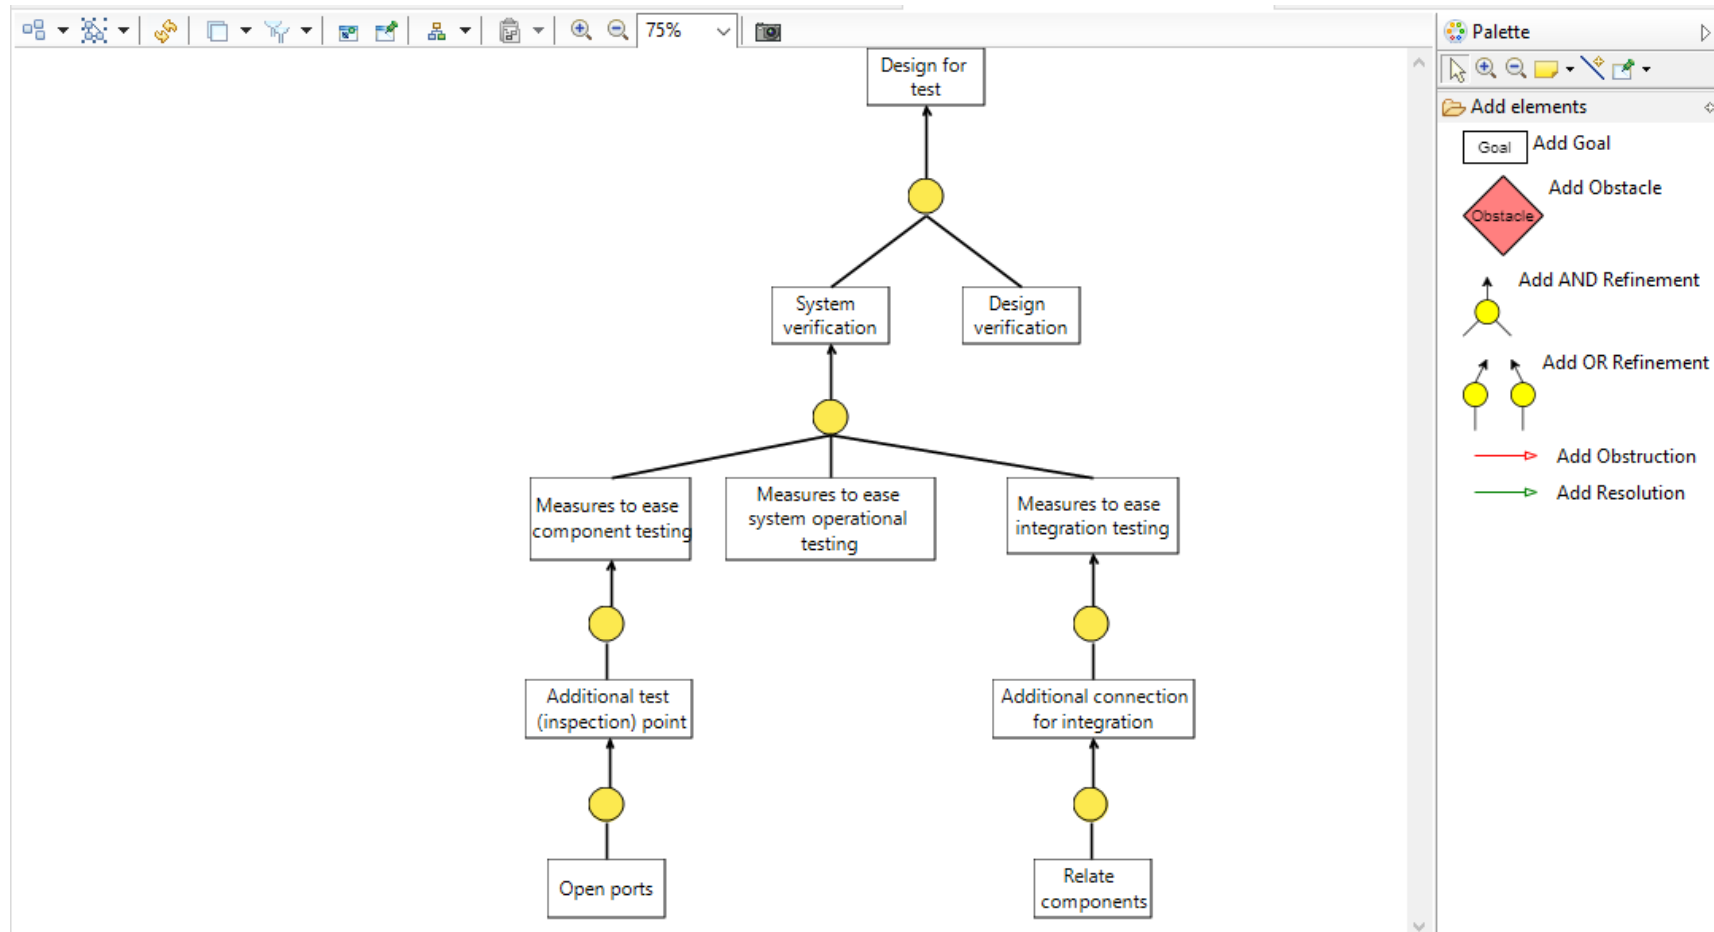 75%
Palette
Add elements
Goal
Add Goal
Add Obstacle
Obstacle
Add AND Refinement
Add OR Refinement
Add Obstruction
Add Resolution
Design for
test
System
verification
Design
verification
Measures to ease
component testing
Measures to ease
system operational
testing
Measures to ease
integration testing
Additional test
(inspection) point
Additional connection
for integration
Open ports
Relate
components